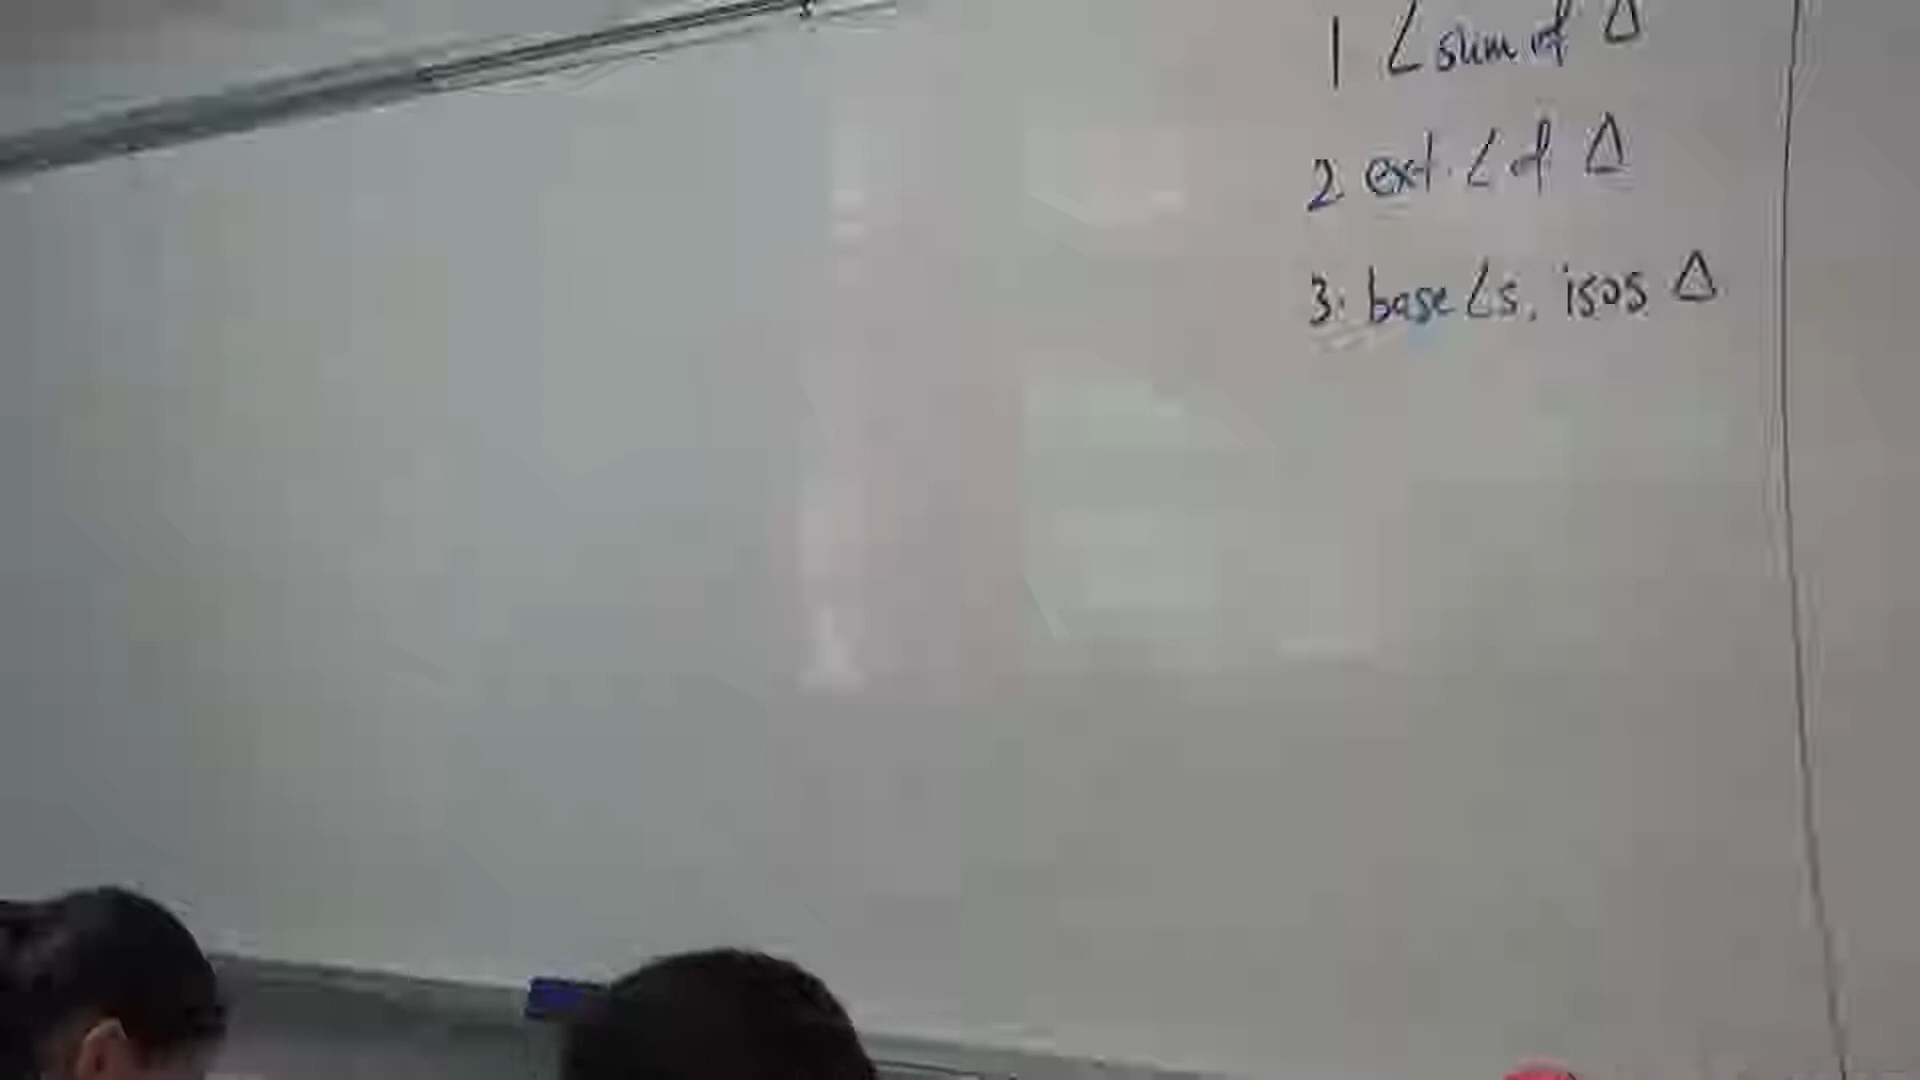 1 ∠ sum of Δ
2. ext. ∠ of Δ
3. base ∠s, isos Δ